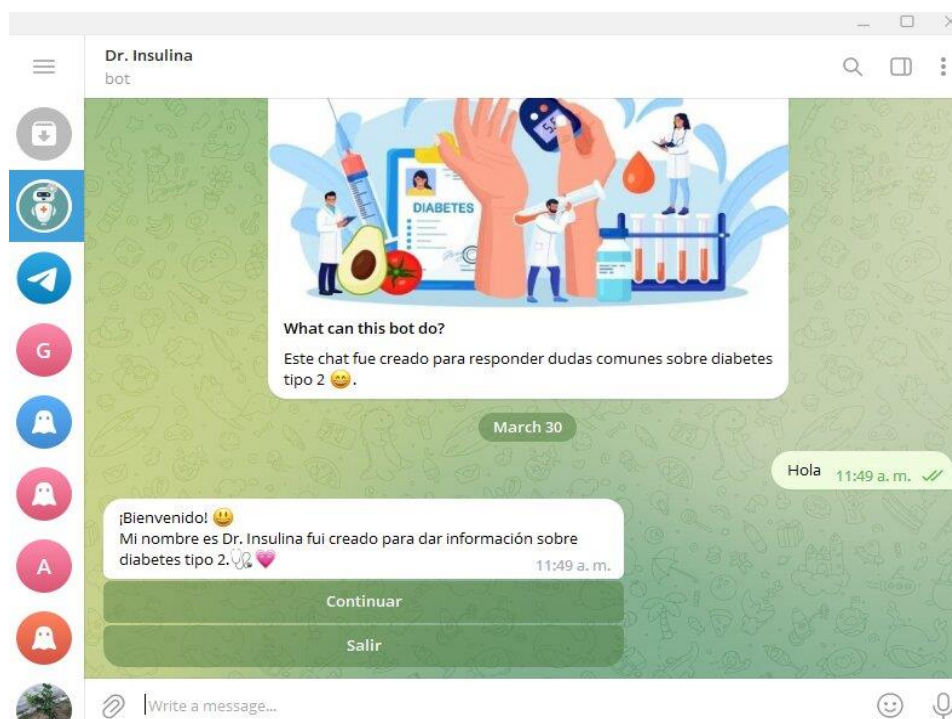 Dr. Insulina
bot
5.6
DIABETES
What can this bot do?
Este chat fue creado para responder dudas comunes sobre diabetes
tipo 2 😄.
March 30
Hola 11:49 a. m.
¡Bienvenido! 😃
Mi nombre es Dr. Insulina fui creado para dar información sobre
diabetes tipo 2.🩺💗 11:49 a. m.
Continuar
Salir
G
A
Write a message...